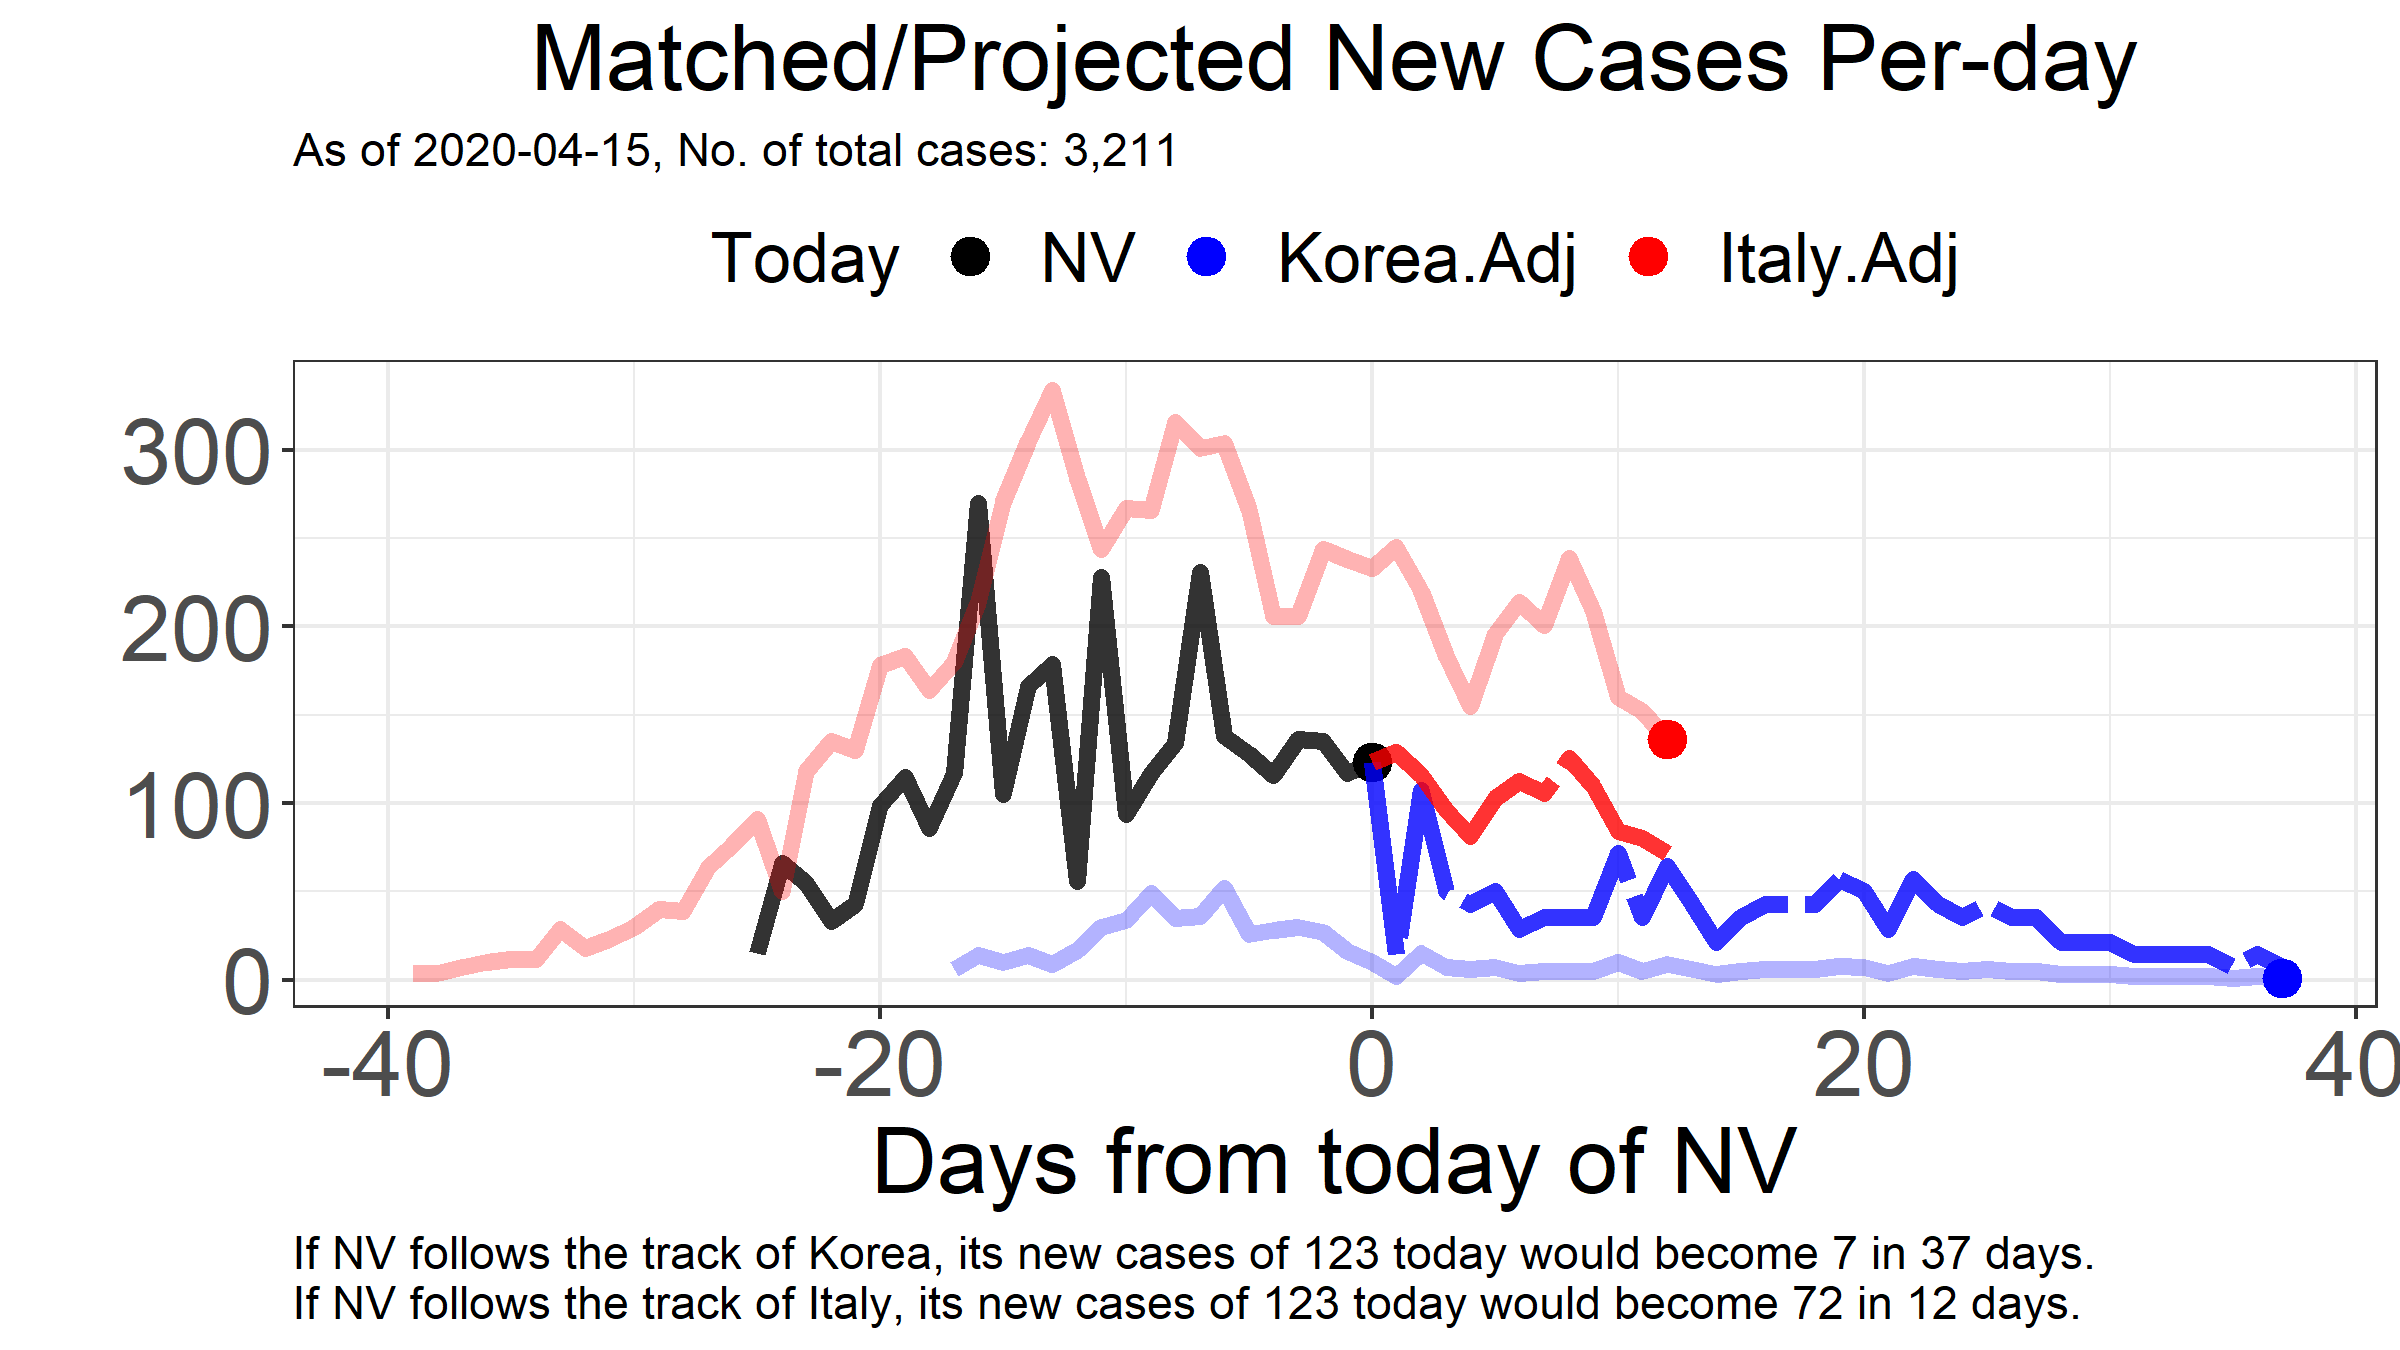 Matched/Projected New Cases Per-day
As of 2020-04-15, No. of total cases: 3,211
Today NV Korea.Adj Italy.Adj
300
200
100
0
-40 -20 0 20 40
Days from today of NV
If NV follows the track of Korea, its new cases of 123 today would become 7 in 37 days.
If NV follows the track of Italy, its new cases of 123 today would become 72 in 12 days.